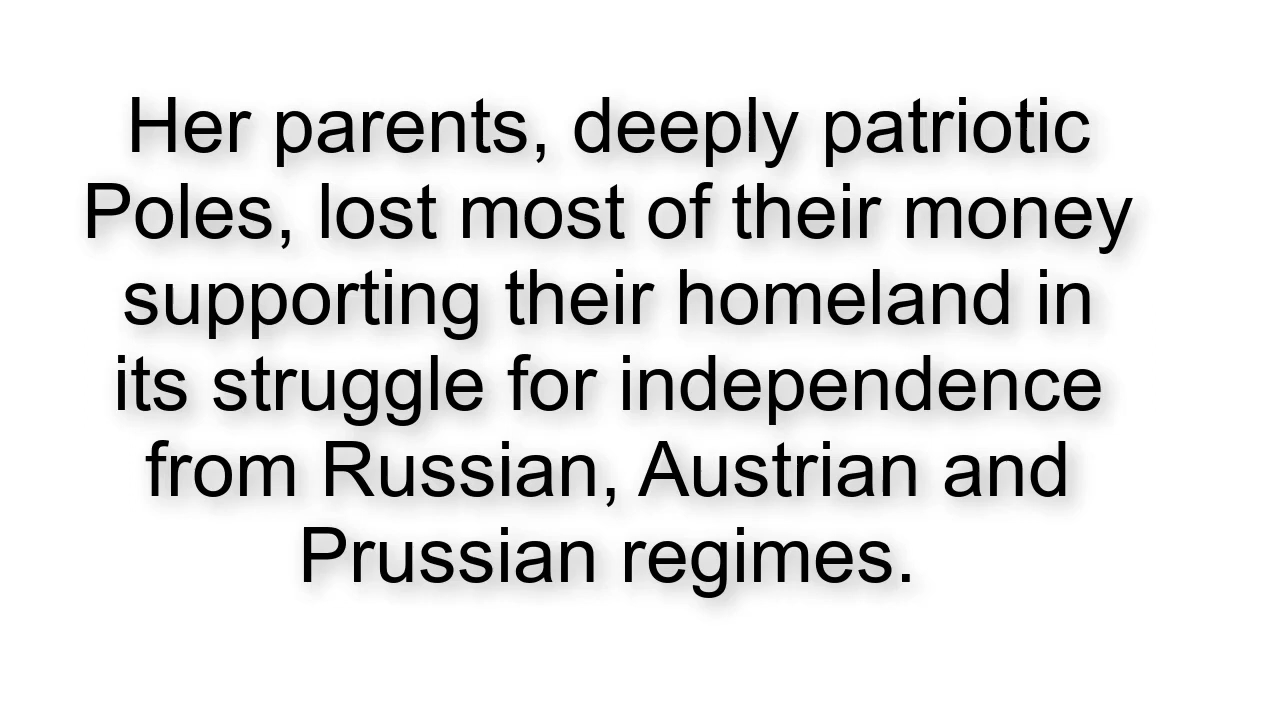 Her parents, deeply patriotic
Poles, lost most of their money
supporting their homeland in
its struggle for independence
from Russian, Austrian and
Prussian regimes.